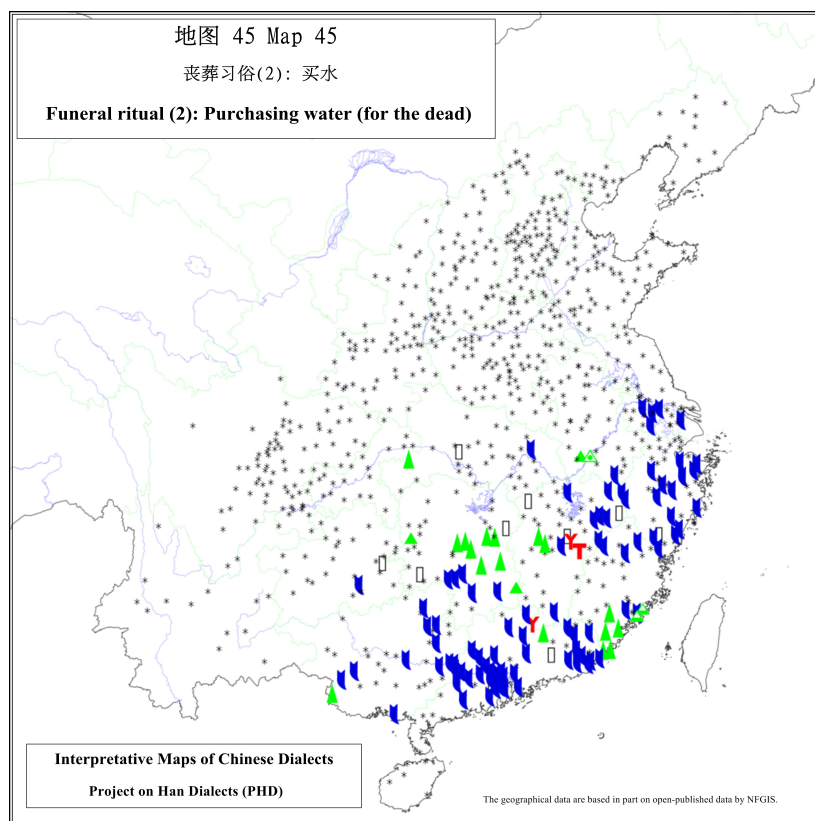 地图 45 Map 45
丧葬习俗(2): 买水
Funeral ritual (2): Purchasing water (for the dead)
Interpretative Maps of Chinese Dialects
Project on Han Dialects (PHD)
The geographical data are based in part on open-published data by NFGIS.